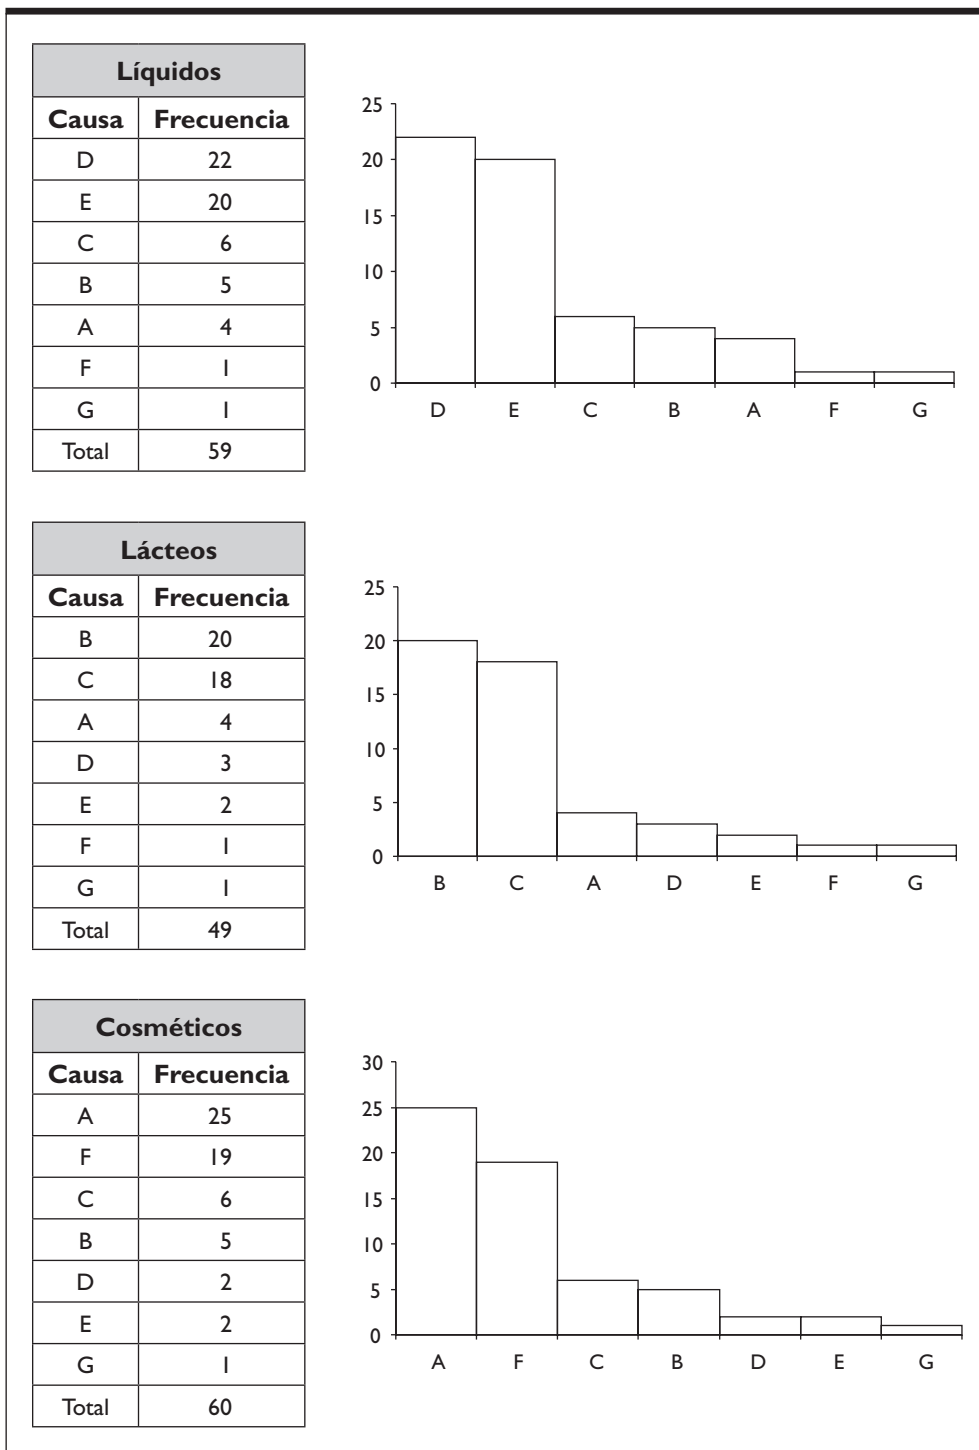 Líquidos
Causa Frecuencia
D 22
E 20
C 6
B 5
A 4
F 1
G 1
Total 59
25
20
15
10
5
0
D E C B A F G
Lácteos
Causa Frecuencia
B 20
C 18
A 4
D 3
E 2
F 1
G 1
Total 49
25
20
15
10
5
0
B C A D E F G
Cosméticos
Causa Frecuencia
A 25
F 19
C 6
B 5
D 2
E 2
G 1
Total 60
30
25
20
15
10
5
0
A F C B D E G